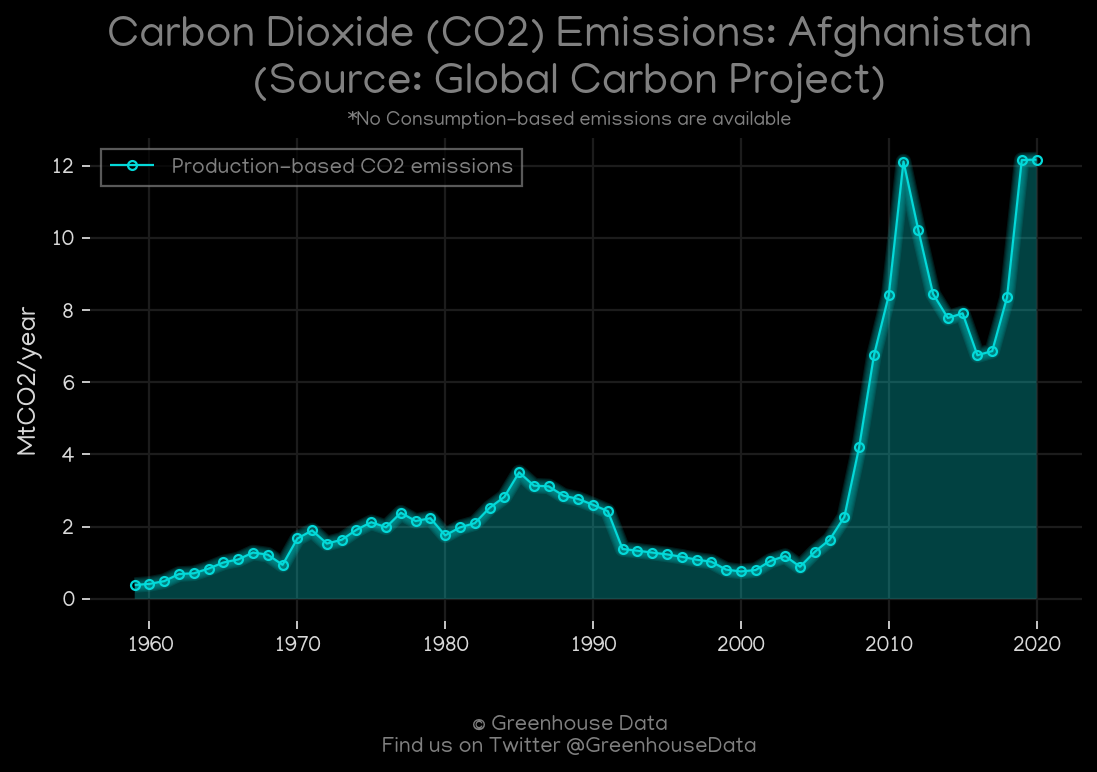 Carbon Dioxide (CO2) Emissions: Afghanistan
(Source: Global Carbon Project)
*No Consumption-based emissions are available
Production-based CO2 emissions
12
10
8
6
4
2
0
MtCO2/year
1960 1970 1980 1990 2000 2010 2020
© Greenhouse Data
Find us on Twitter @GreenhouseData